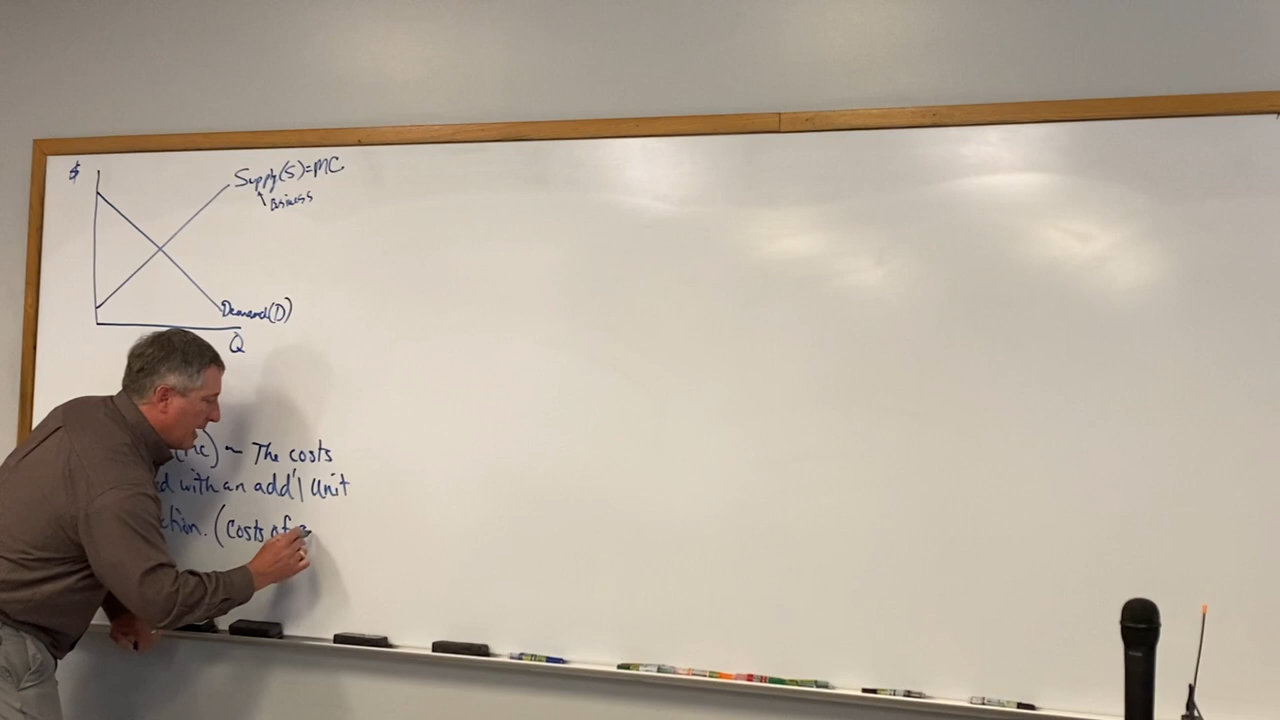 $
Supply(S)=MC
Business
Demand(D)
Q
(MC) ~ The costs
d with an add'l Unit
ction. (costs of a